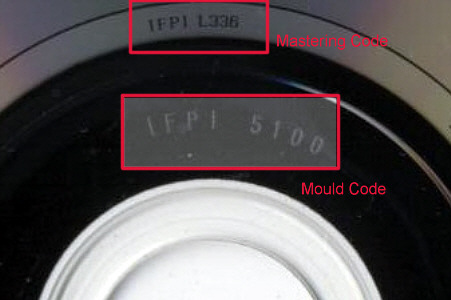 IFPI L336
Mastering Code
IFPI 5100
Mould Code